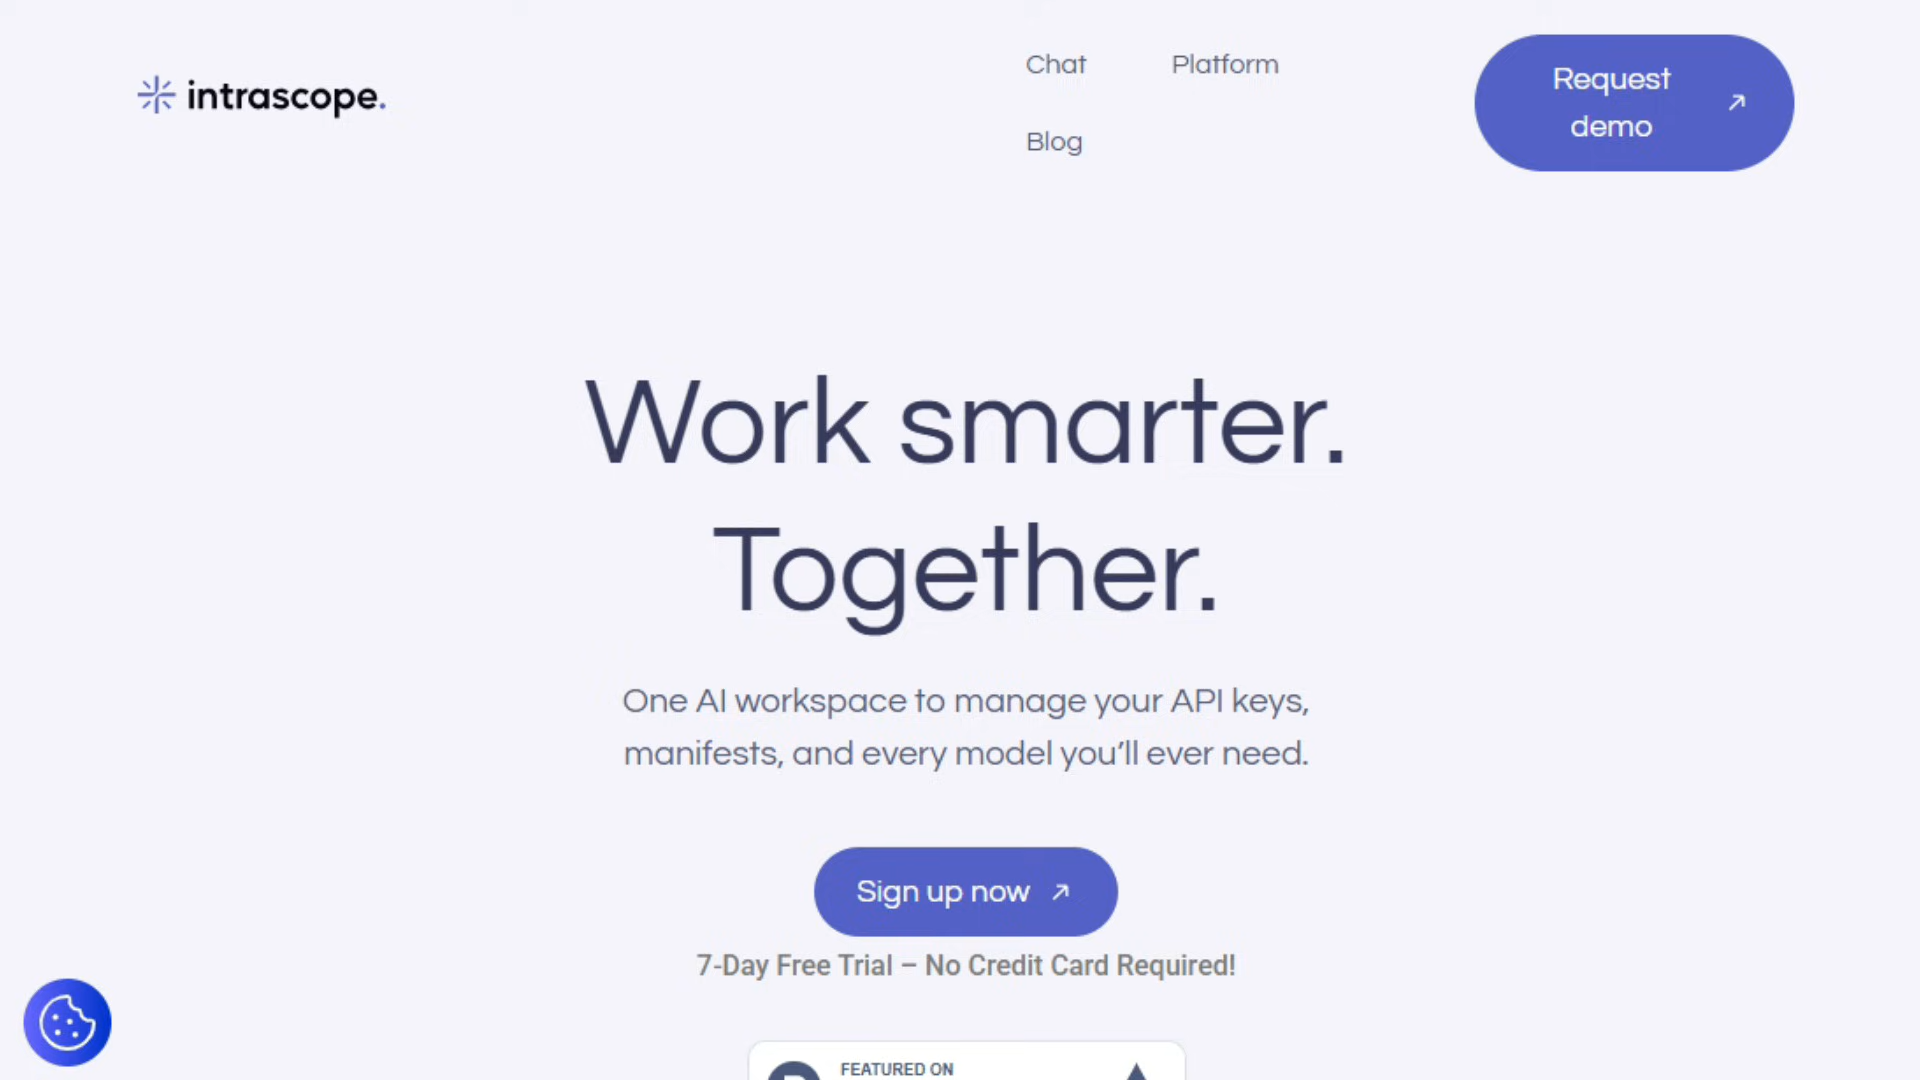 intrascope.
Chat
Platform
Blog
Request
demo
Work smarter.
Together.
One AI workspace to manage your API keys,
manifests, and every model you’ll ever need.
Sign up now
7-Day Free Trial – No Credit Card Required!
FEATURED ON